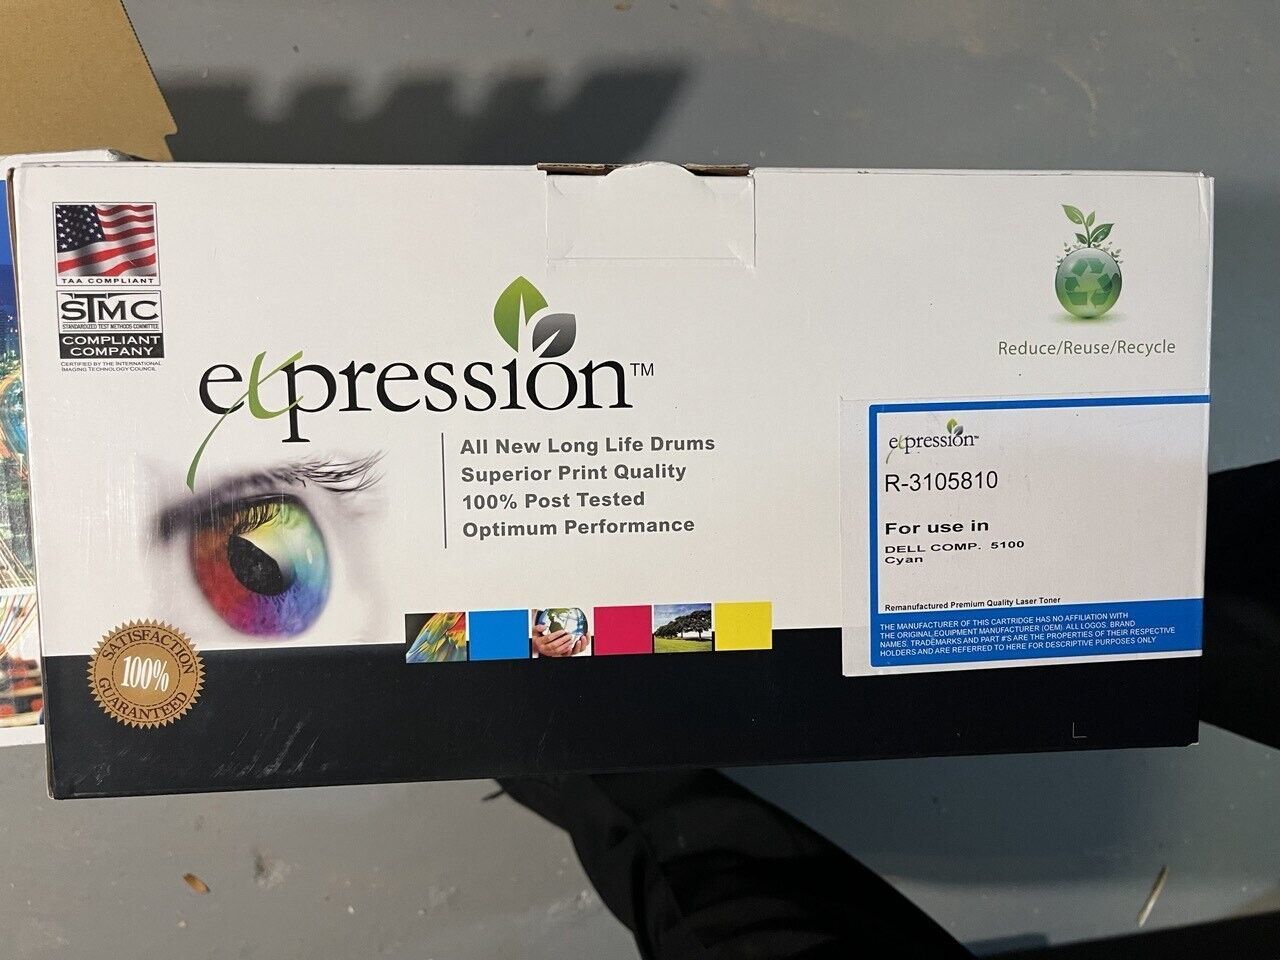 TAA COMPLIANT
STMC
STANDARDIZED TEST METHODS COMMITTEE
COMPLIANT
COMPANY
CERTIFIED BY THE INTERNATIONAL
IMAGING TECHNOLOGY COUNCIL
expression™
All New Long Life Drums
Superior Print Quality
100% Post Tested
Optimum Performance
SATISFACTION
100%
GUARANTEED
Reduce/Reuse/Recycle
expression™
R-3105810
For use in
DELL COMP. 5100
Cyan
Remanufactured Premium Quality Laser Toner
THE MANUFACTURER OF THIS CARTRIDGE HAS NO AFFILIATION WITH
THE ORIGINAL EQUIPMENT MANUFACTURER (OEM). ALL LOGOS. BRAND
NAMES. TRADEMARKS AND PART #'S ARE THE PROPERTIES OF THEIR RESPECTIVE
HOLDERS AND ARE REFERRED TO HERE FOR DESCRIPTIVE PURPOSES ONLY